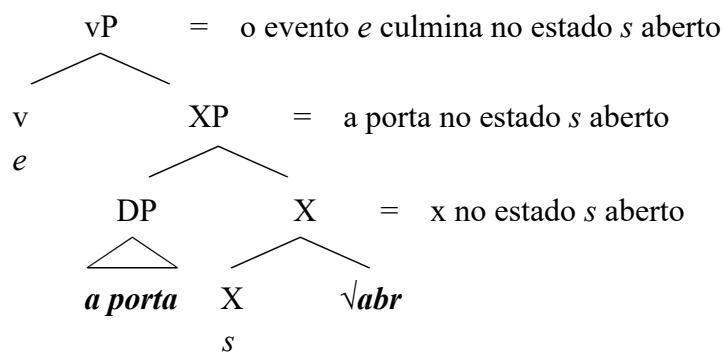 vP = o evento e culmina no estado s aberto
v XP = a porta no estado s aberto
e
DP X = x no estado s aberto
a porta X √abr
s